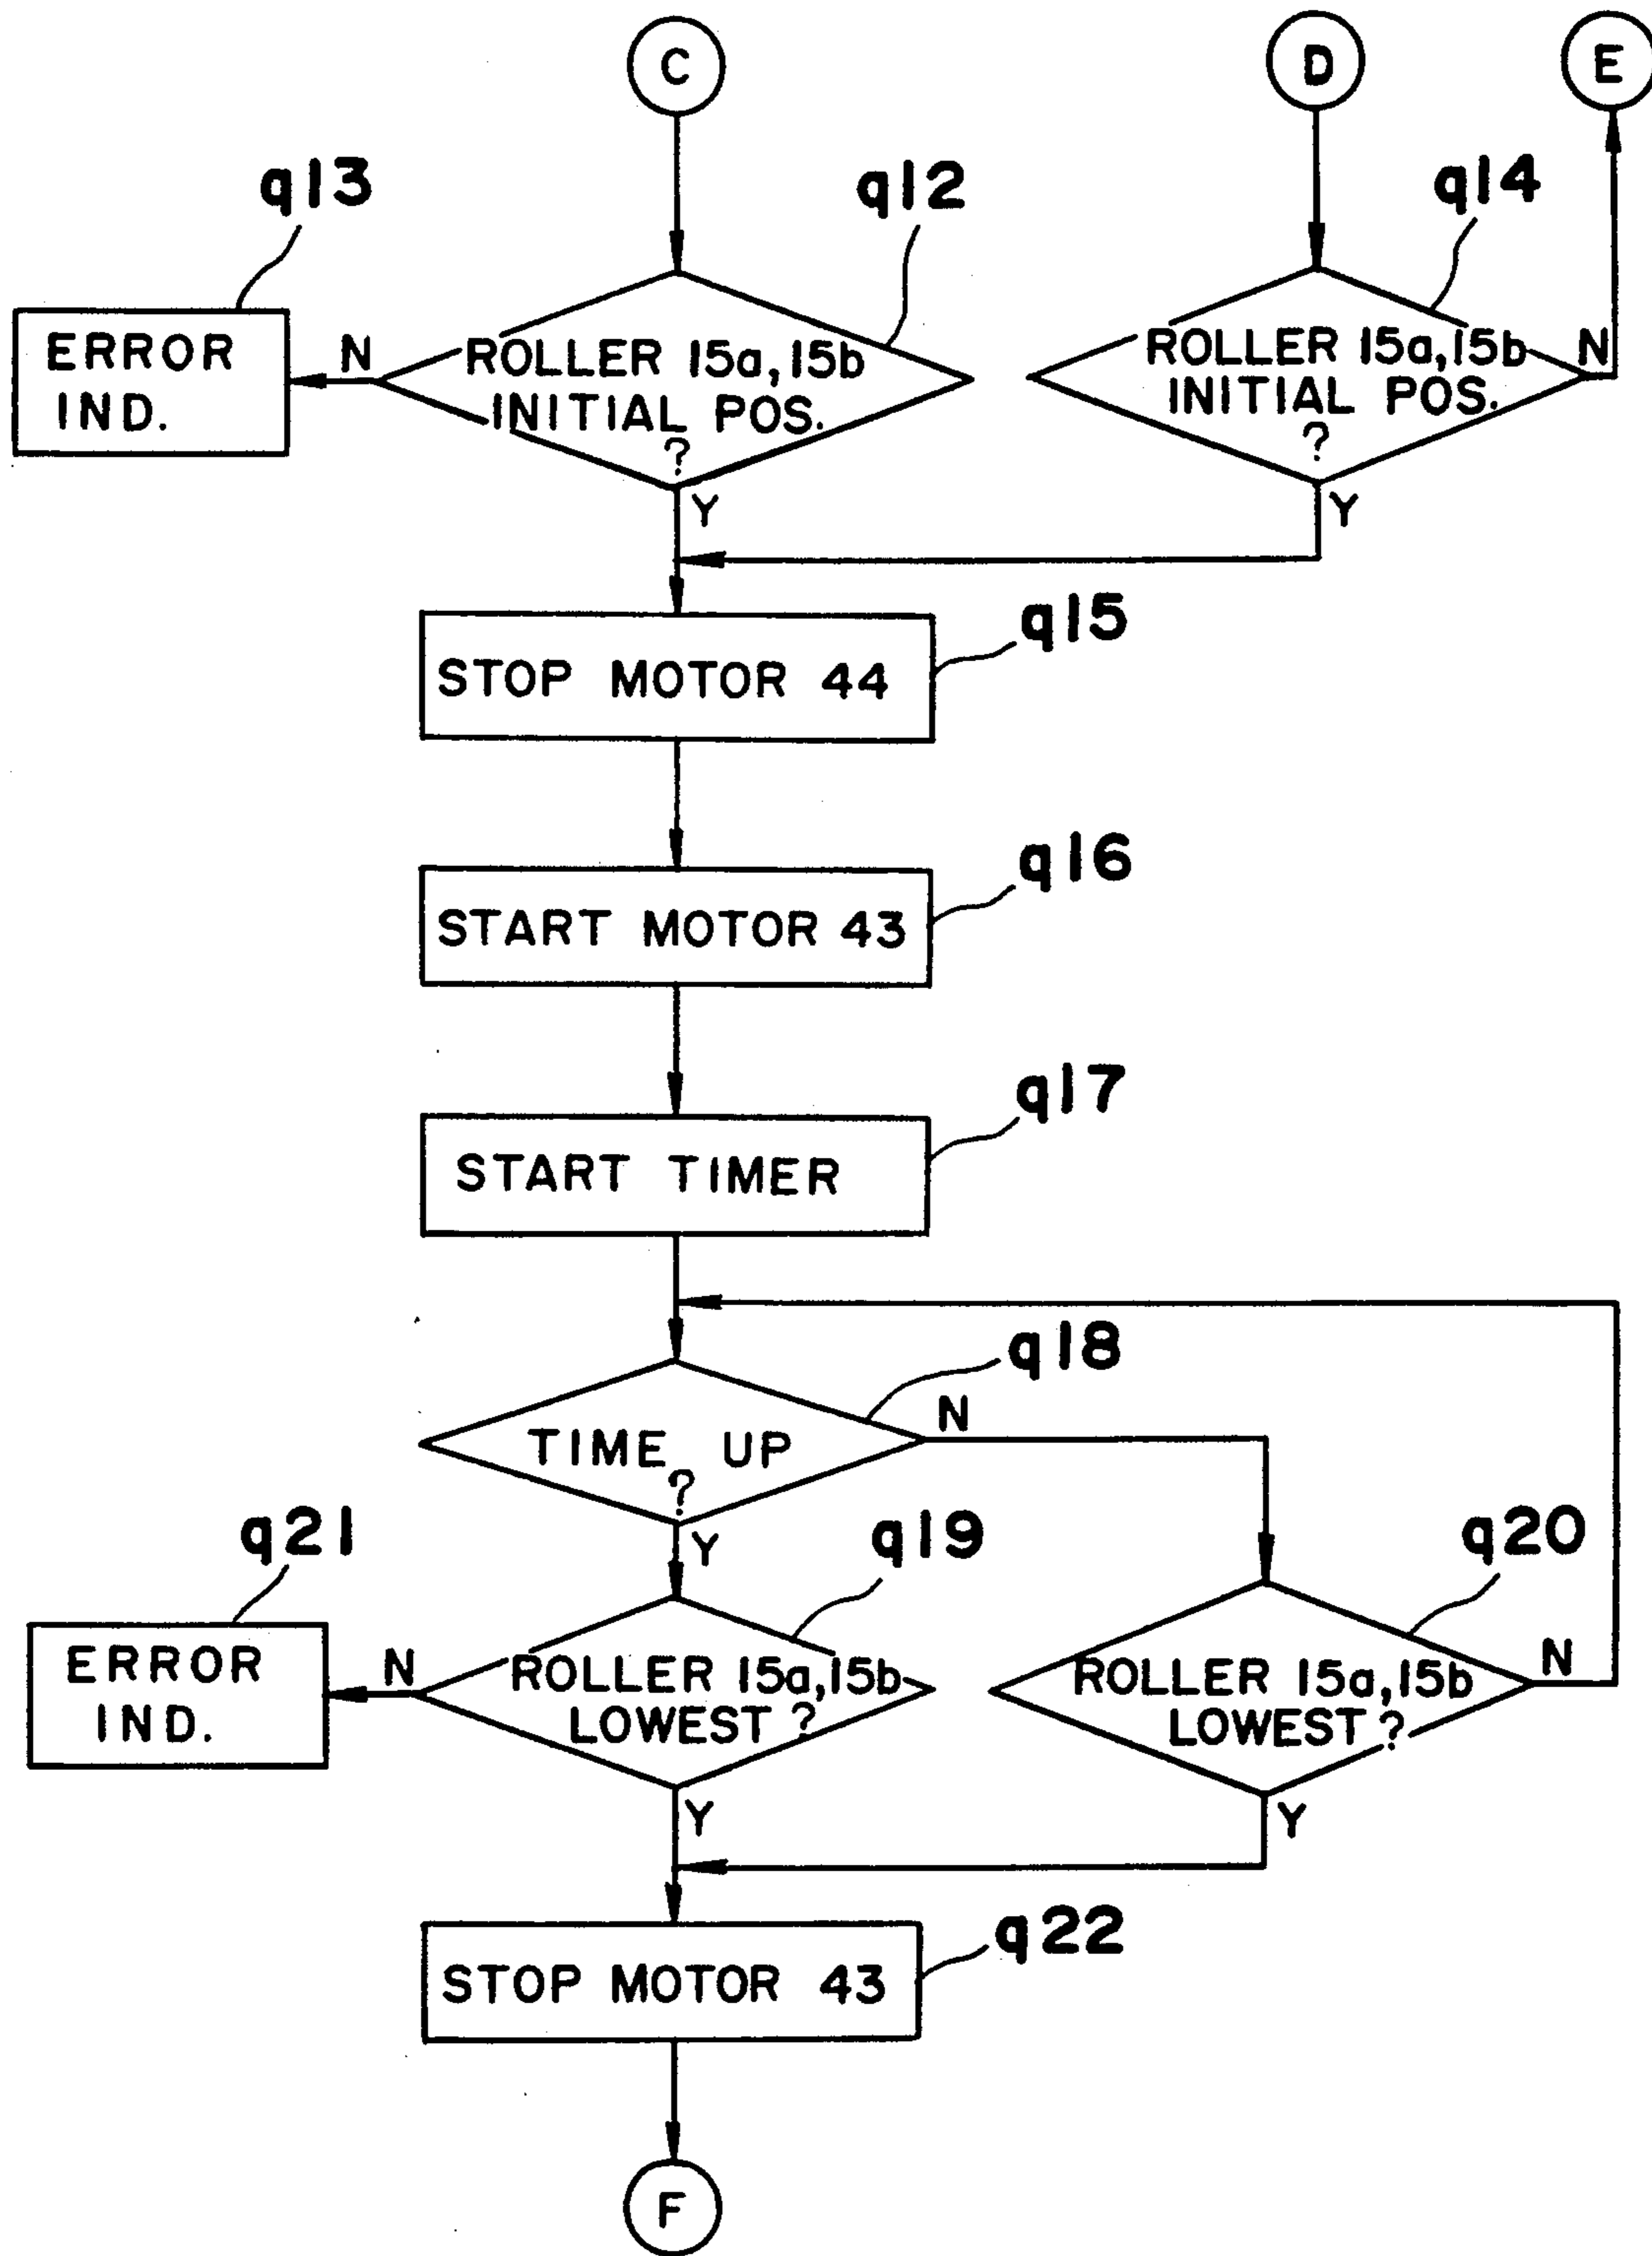 C
D
E
q13
q12
q14
ERROR
IND.
N
ROLLER 15a, 15b
INITIAL POS.
?
Y
ROLLER 15a, 15b
INITIAL POS.
?
N
Y
q15
STOP MOTOR 44
q16
START MOTOR 43
q17
START TIMER
q18
TIME UP
?
N
Y
q21
q19
q20
ERROR
IND.
N
ROLLER 15a, 15b
LOWEST ?
Y
ROLLER 15a, 15b
LOWEST ?
N
Y
q22
STOP MOTOR 43
F